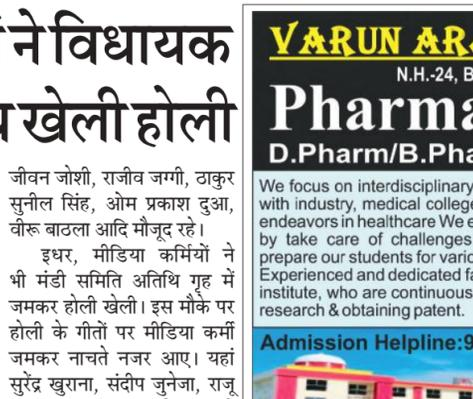 ने विधायक
खेली होली
जीवन जोशी, राजीव जग्गी, ठाकुर
सुनील सिंह, ओम प्रकाश दुआ,
वीरू बाठला आदि मौजूद रहे।
इधर, मीडिया कर्मियों ने
भी मंडी समिति अतिथि गृह में
जमकर होली खेली। इस मौके पर
होली के गीतों पर मीडिया कर्मी
जमकर नाचते नजर आए। यहां
सुरेंद्र खुराना, संदीप जुनेजा, राजू
VARUN AR
N.H.-24, B
Pharma
D.Pharm/B.Pha
We focus on interdisciplinary
with industry, medical college
endeavors in healthcare We e
by take care of challenges
prepare our students for vario
Experienced and dedicated fa
institute, who are continuous
research & obtaining patent.
Admission Helpline:9